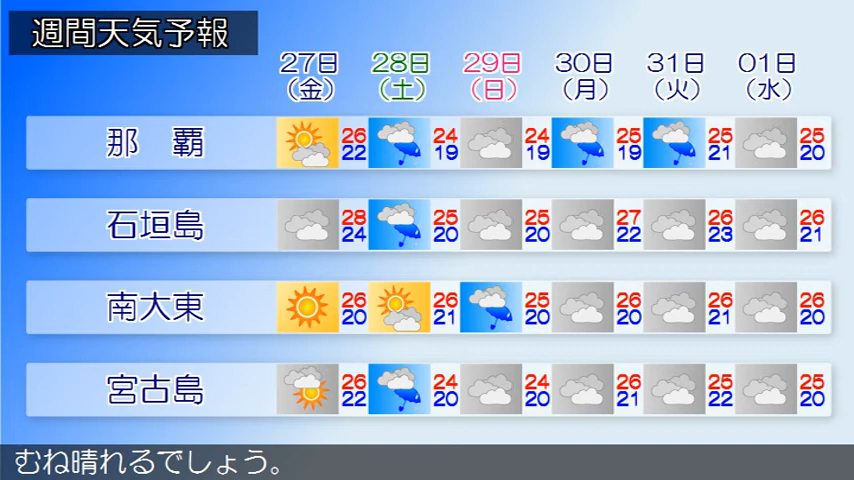 週間天気予報
27日 28日 29日 30日 31日 01日
(金) (土) (日) (月) (火) (水)
那 覇 26 22 24 19 24 19 25 19 25 21 25 20
石垣島 28 24 25 20 25 20 27 22 26 23 26 21
南大東 26 20 26 21 25 20 26 20 26 21 26 20
宮古島 26 22 24 20 24 20 26 21 25 22 25 20
むね晴れるでしょう。